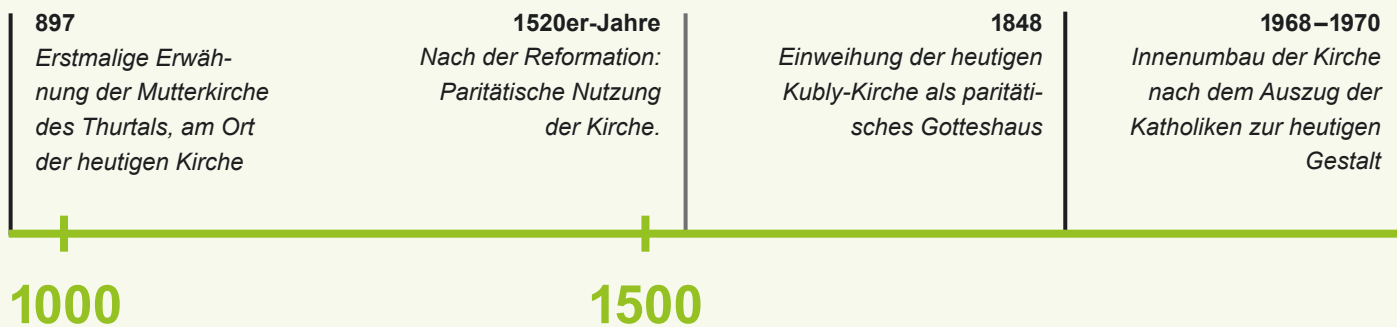 897
Erstmalige Erwäh-
nung der Mutterkirche
des Thurtals, am Ort
der heutigen Kirche
1520er-Jahre
Nach der Reformation:
Paritätische Nutzung
der Kirche.
1848
Einweihung der heutigen
Kubly-Kirche als paritäti-
sches Gotteshaus
1968–1970
Innenumbau der Kirche
nach dem Auszug der
Katholiken zur heutigen
Gestalt
1000
1500